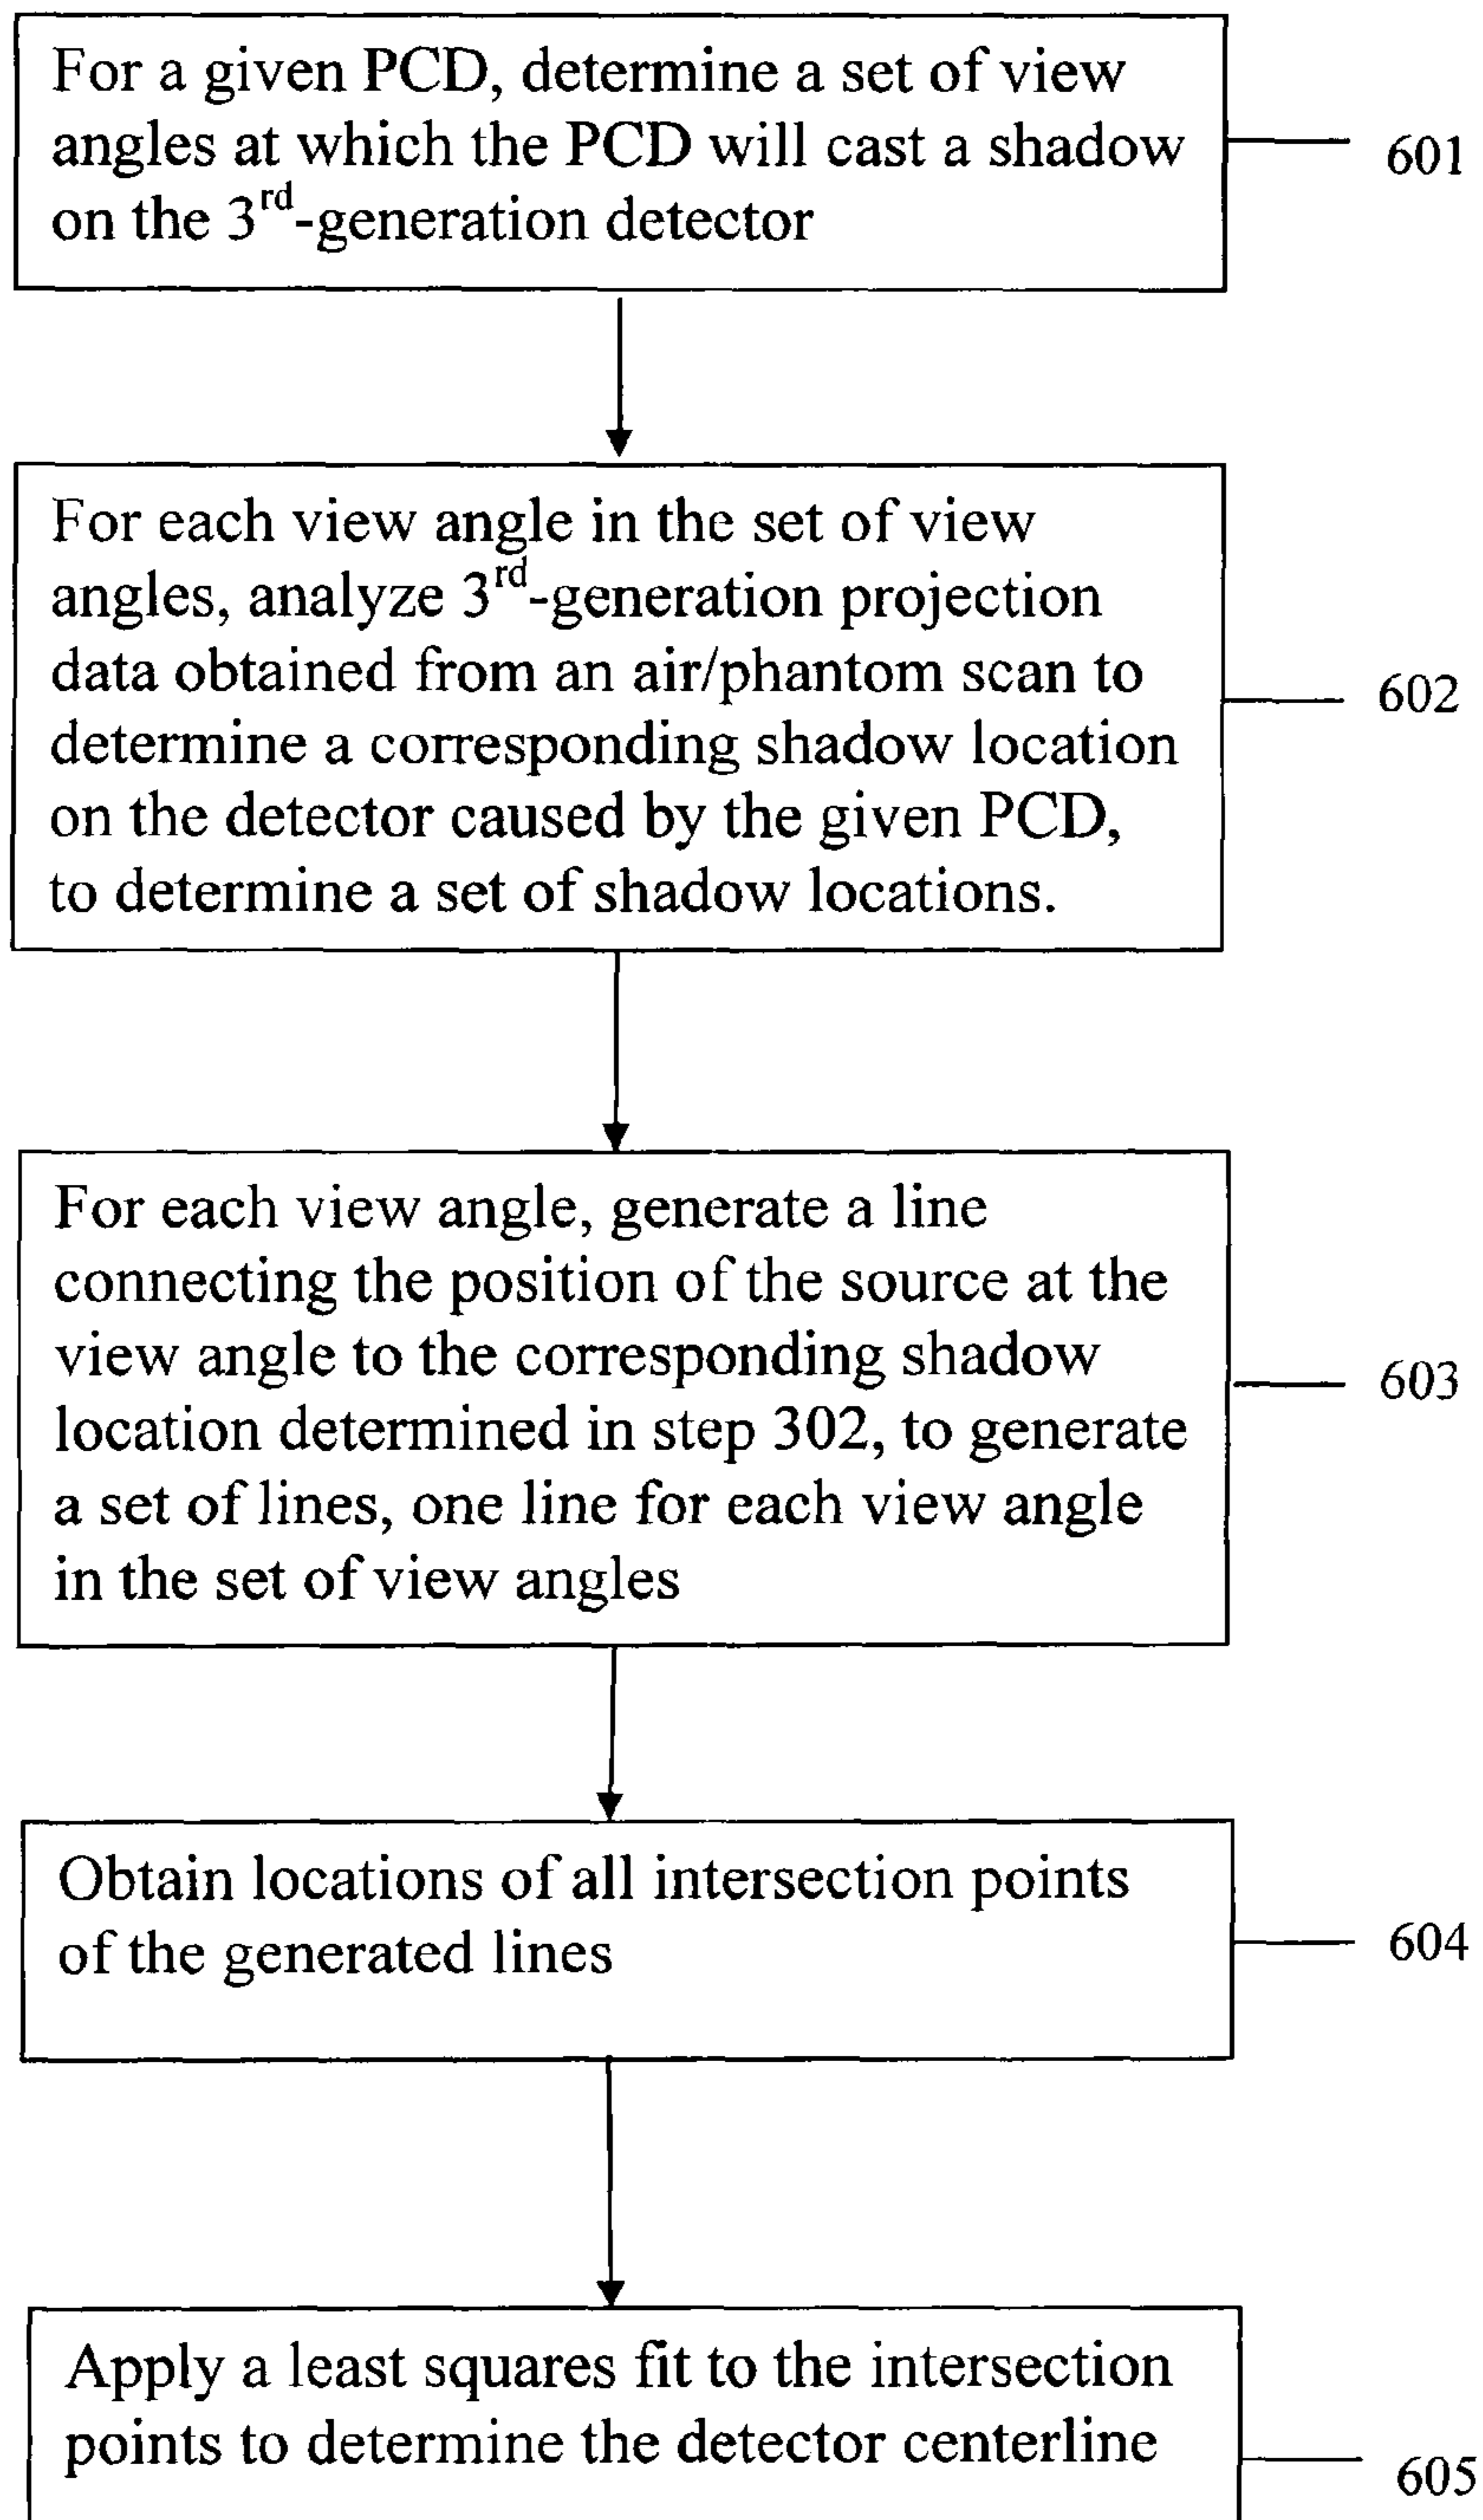 For a given PCD, determine a set of view
angles at which the PCD will cast a shadow
on the 3rd-generation detector
601
For each view angle in the set of view
angles, analyze 3rd-generation projection
data obtained from an air/phantom scan to
determine a corresponding shadow location
on the detector caused by the given PCD,
to determine a set of shadow locations.
602
For each view angle, generate a line
connecting the position of the source at the
view angle to the corresponding shadow
location determined in step 302, to generate
a set of lines, one line for each view angle
in the set of view angles
603
Obtain locations of all intersection points
of the generated lines
604
Apply a least squares fit to the intersection
points to determine the detector centerline
605